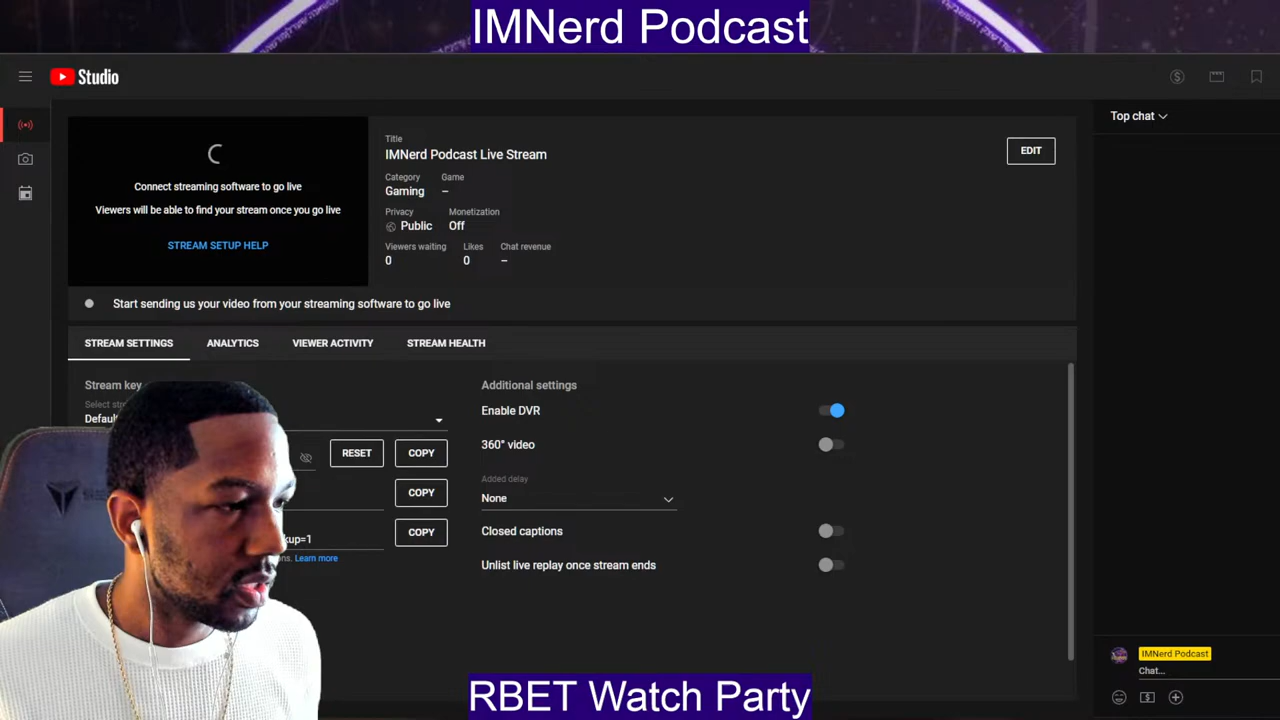 IMNerd Podcast
Studio
Top chat
Connect streaming software to go live
Viewers will be able to find your stream once you go live
STREAM SETUP HELP
Title
IMNerd Podcast Live Stream
EDIT
Category
Game
Gaming
–
Privacy
Monetization
Public
Off
Viewers waiting
Likes
Chat revenue
0
0
–
Start sending us your video from your streaming software to go live
STREAM SETTINGS
ANALYTICS
VIEWER ACTIVITY
STREAM HEALTH
Stream key
Select
Default
RESET
COPY
COPY
kup=1
COPY
Learn more
Additional settings
Enable DVR
360° video
Added delay
None
Closed captions
Unlist live replay once stream ends
IMNerd Podcast
Chat...
RBET Watch Party